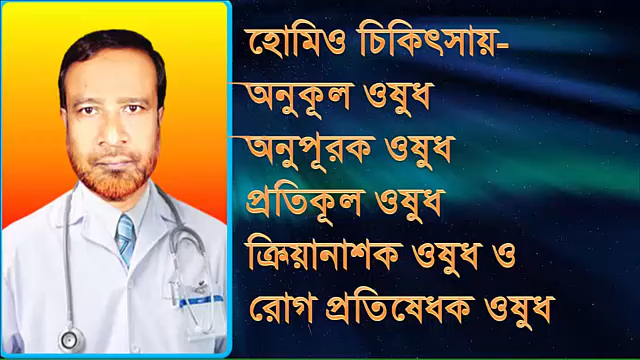 হোমিও চিকিৎসায়-
অনুকূল ওষুধ
অনুপূরক ওষুধ
প্রতিকূল ওষুধ
ক্রিয়ানাশক ওষুধ ও
রোগ প্রতিষেধক ওষুধ